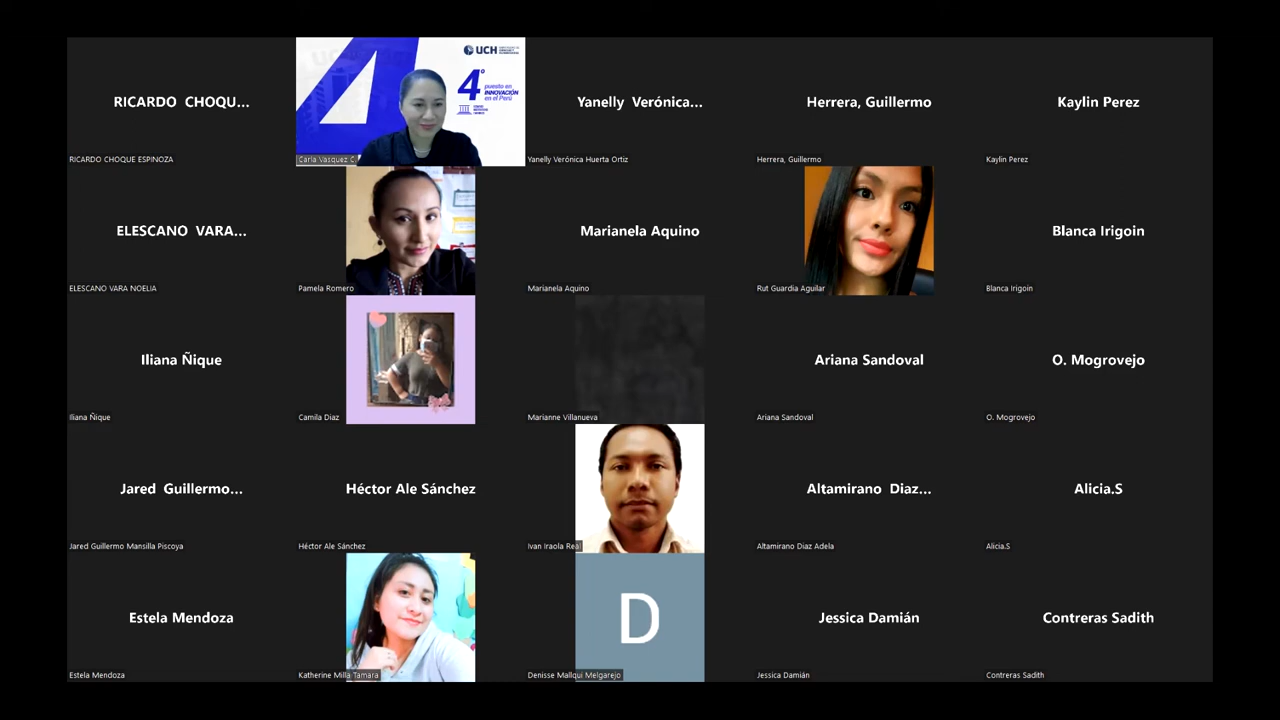 RICARDO CHOQU...
RICARDO CHOQUE ESPINOZA
UCH
4°
puesto en
INNOVACIÓN
en el Perú
Carla Vasquez C.
Yanelly Verónica...
Yanelly Verónica Huerta Ortiz
Herrera, Guillermo
Herrera, Guillermo
Kaylin Perez
Kaylin Perez
ELESCANO VARA...
ELESCANO VARA NOELIA
Pamela Romero
Marianela Aquino
Marianela Aquino
Rut Guardia Aguilar
Blanca Irigoin
Blanca Irigoin
Iliana Ñique
Iliana Ñique
Camila Diaz
Marianne Villanueva
Ariana Sandoval
Ariana Sandoval
O. Mogrovejo
O. Mogrovejo
Jared Guillermo...
Jared Guillermo Mansilla Piscoya
Héctor Ale Sánchez
Héctor Ale Sánchez
Ivan Iraola Real
Altamirano Diaz...
Altamirano Diaz Adela
Alicia.S
Alicia.S
Estela Mendoza
Estela Mendoza
Katherine Milla Tamara
D
Denisse Mallqui Melgarejo
Jessica Damián
Jessica Damián
Contreras Sadith
Contreras Sadith